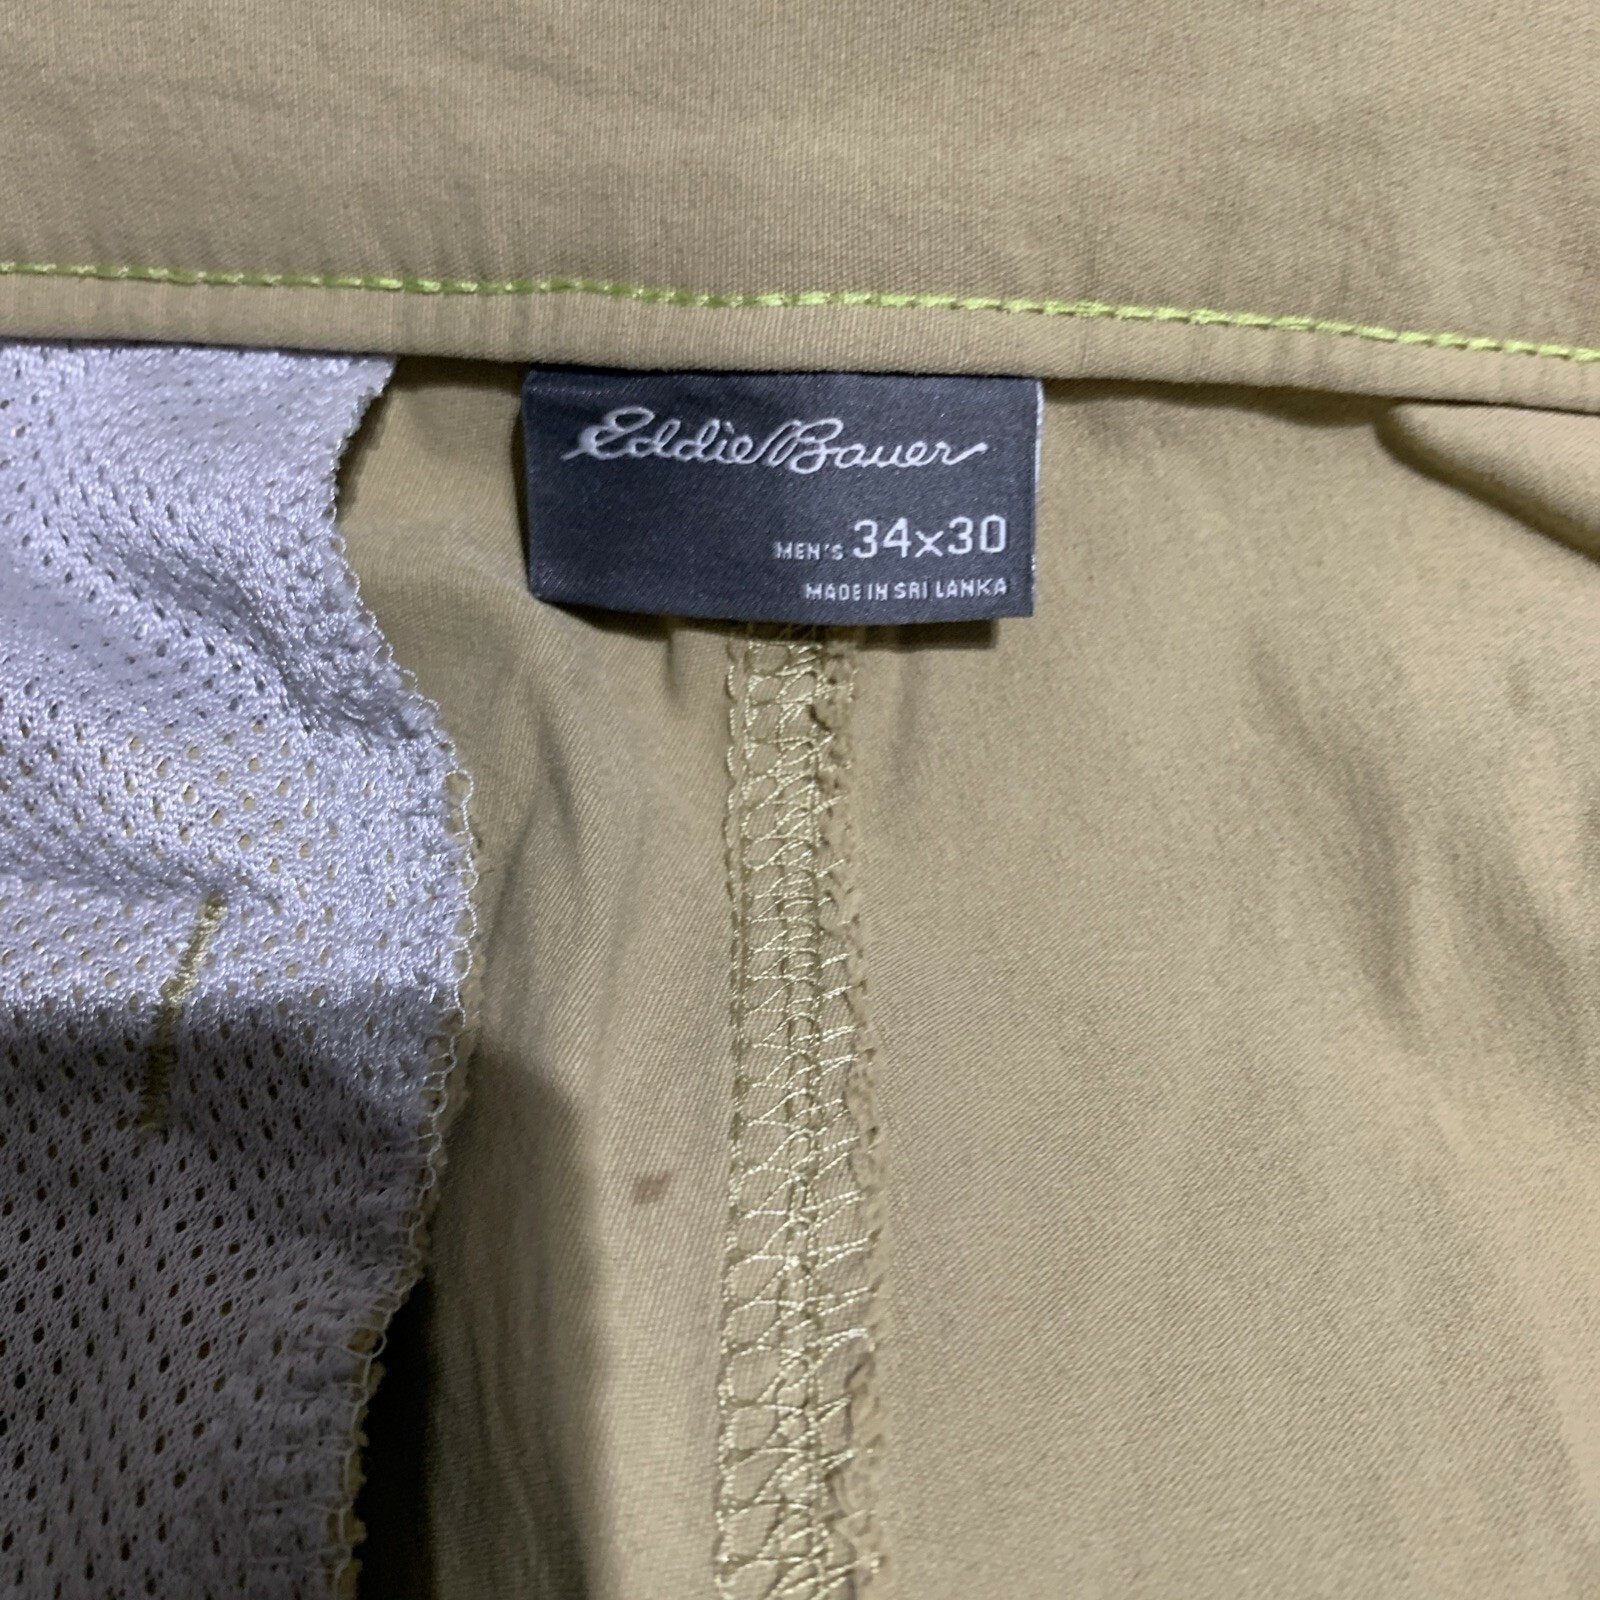 Eddie Bauer
MEN'S 34x30
MADE IN SRI LANKA